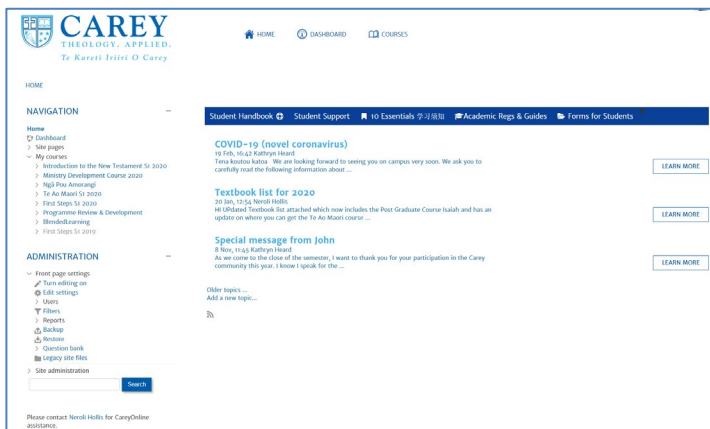 CAREY
THEOLOGY. APPLIED.
Te Kareti Iriiri O Carey
HOME
DASHBOARD
COURSES
HOME
NAVIGATION
Home
Dashboard
Site pages
My courses
Introduction to the New Testament S1 2020
Ministry Development Course 2020
Ngā Pou Amorangi
Te Ao Maori S1 2020
First Steps S1 2020
Programme Review & Development
BlendedLearning
First Steps S1 2019
ADMINISTRATION
Front page settings
Turn editing on
Edit settings
Users
Filters
Reports
Backup
Restore
Question bank
Legacy site files
Site administration
Search
Please contact Neroli Hollis for CareyOnline
assistance.
Student Handbook Student Support 10 Essentials 学习须知 Academic Regs & Guides Forms for Students
COVID-19 (novel coronavirus)
19 Feb, 16:42 Kathryn Heard
Tena koutou katoa We are looking forward to seeing you on campus very soon. We ask you to
carefully read the following information about ...
LEARN MORE
Textbook list for 2020
20 Jan, 12:54 Neroli Hollis
HI UPdated Textbook list attached which now includes the Post Graduate Course Isaiah and has an
update on where you can get the Te Ao Maori course ...
LEARN MORE
Special message from John
8 Nov, 11:45 Kathryn Heard
As we come to the close of the semester, I want to thank you for your participation in the Carey
community this year. I know I speak for the ...
LEARN MORE
Older topics ...
Add a new topic...